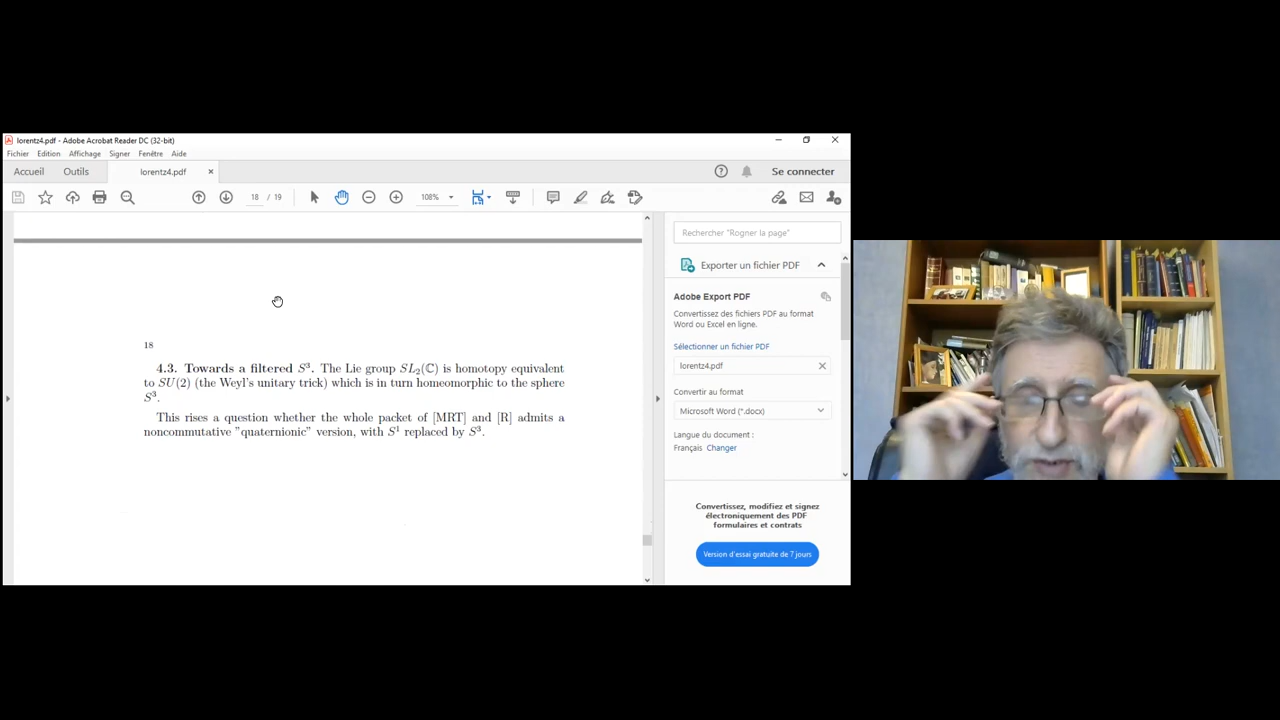 lorentz4.pdf - Adobe Acrobat Reader DC (32-bit)
Fichier Edition Affichage Signer Fenêtre Aide
Accueil Outils lorentz4.pdf × Se connecter
18 / 19 108%
Rechercher "Rogner la page"
Exporter un fichier PDF
Adobe Export PDF
Convertissez des fichiers PDF au format
Word ou Excel en ligne.
Sélectionner un fichier PDF
lorentz4.pdf
Convertir au format
Microsoft Word (*.docx)
Langue du document :
Français Changer
Convertissez, modifiez et signez
électroniquement des PDF
formulaires et contrats
Version d'essai gratuite de 7 jours
18
4.3. Towards a filtered S³. The Lie group SL₂(ℂ) is homotopy equivalent
to SU(2) (the Weyl's unitary trick) which is in turn homeomorphic to the sphere
S³.
This rises a question whether the whole packet of [MRT] and [R] admits a
noncommutative "quaternionic" version, with S¹ replaced by S³.